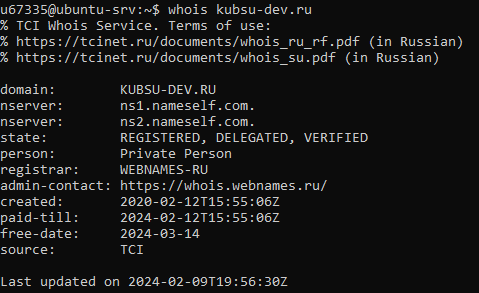 u67335@ubuntu-srv:~$ whois kubsu-dev.ru
% TCI Whois Service. Terms of use:
% https://tcinet.ru/documents/whois_ru_rf.pdf (in Russian)
% https://tcinet.ru/documents/whois_su.pdf (in Russian)

domain:        KUBSU-DEV.RU
nserver:       ns1.nameself.com.
nserver:       ns2.nameself.com.
state:         REGISTERED, DELEGATED, VERIFIED
person:        Private Person
registrar:     WEBNAMES-RU
admin-contact: https://whois.webnames.ru/
created:       2020-02-12T15:55:06Z
paid-till:     2024-02-12T15:55:06Z
free-date:     2024-03-14
source:        TCI

Last updated on 2024-02-09T19:56:30Z